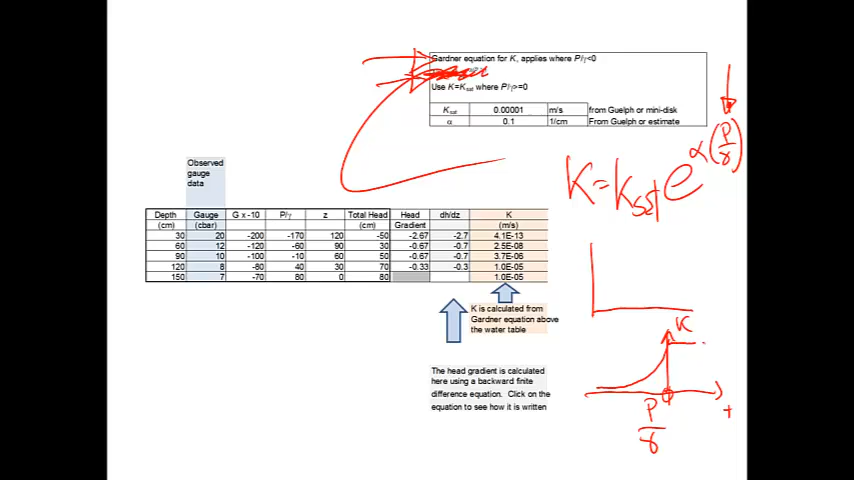 Gardner equation for K, applies where P/γ<0
Use K=Ksat where P/γ>=0
Ksat 0.00001 m/s from Guelph or mini-disk
α 0.1 1/cm From Guelph or estimate
K=Ksat e^α(P/γ)
Observed
gauge
data
Depth Gauge G x -10 P/γ z Total Head Head dh/dz K
(cm) (cbar) (cm) Gradient (m/s)
30 20 -200 -170 120 -50 -2.67 -2.7 4.1E-13
60 12 -120 -60 90 30 -0.67 -0.7 2.5E-08
90 10 -100 -10 60 50 -0.67 -0.7 3.7E-06
120 8 -80 40 30 70 -0.33 -0.3 1.0E-05
150 7 -70 80 0 80 1.0E-05
K is calculated from
Gardner equation above
the water table
K
The head gradient is calculated
here using a backward finite
difference equation. Click on the
equation to see how it is written
P/γ
+